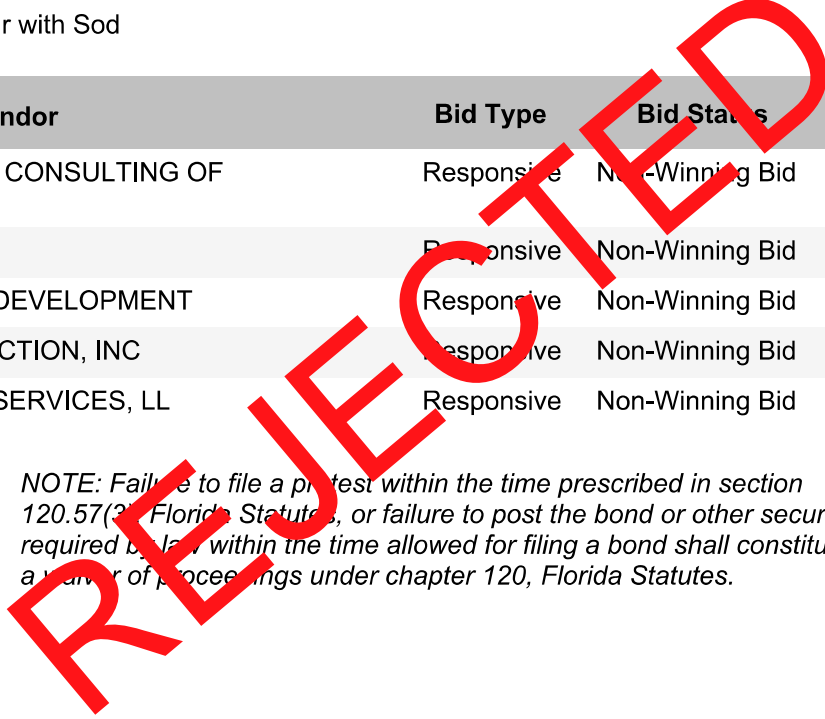 r with Sod
ndor Bid Type Bid Status
CONSULTING OF Responsive Non-Winning Bid
Responsive Non-Winning Bid
DEVELOPMENT Responsive Non-Winning Bid
CTION, INC Responsive Non-Winning Bid
SERVICES, LL Responsive Non-Winning Bid
NOTE: Failure to file a protest within the time prescribed in section
120.57(3), Florida Statutes, or failure to post the bond or other secur
required by law within the time allowed for filing a bond shall constitu
a waiver of proceedings under chapter 120, Florida Statutes.
REJECTED